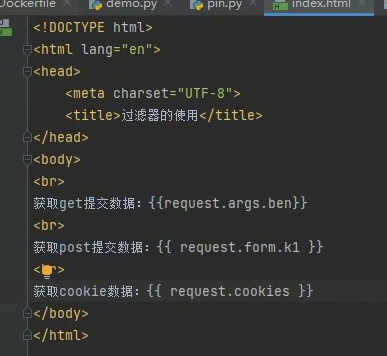 Dockerfile demo.py pin.py index.html
<!DOCTYPE html>
<html lang="en">
<head>
<meta charset="UTF-8">
<title>过滤器的使用</title>
</head>
<body>
<br>
获取get提交数据：{{request.args.ben}}
<br>
获取post提交数据：{{ request.form.k1 }}
<br>
获取cookie数据：{{ request.cookies }}
</body>
</html>